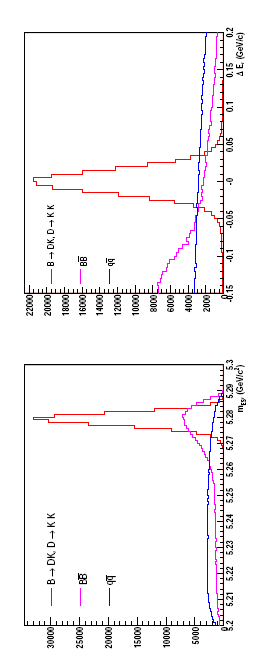 30000
25000
20000
15000
10000
5000
0
B → DK, D → K K
BB̅
qq̅
5.2 5.21 5.22 5.23 5.24 5.25 5.26 5.27 5.28 5.29 5.3
m_ES, (GeV/c²)
22000
20000
18000
16000
14000
12000
10000
8000
6000
4000
2000
B → DK, D → K K
BB̅
qq̅
-0.15 -0.1 -0.05 -0 0.05 0.1 0.15 0.2
Δ E, (GeV/c)